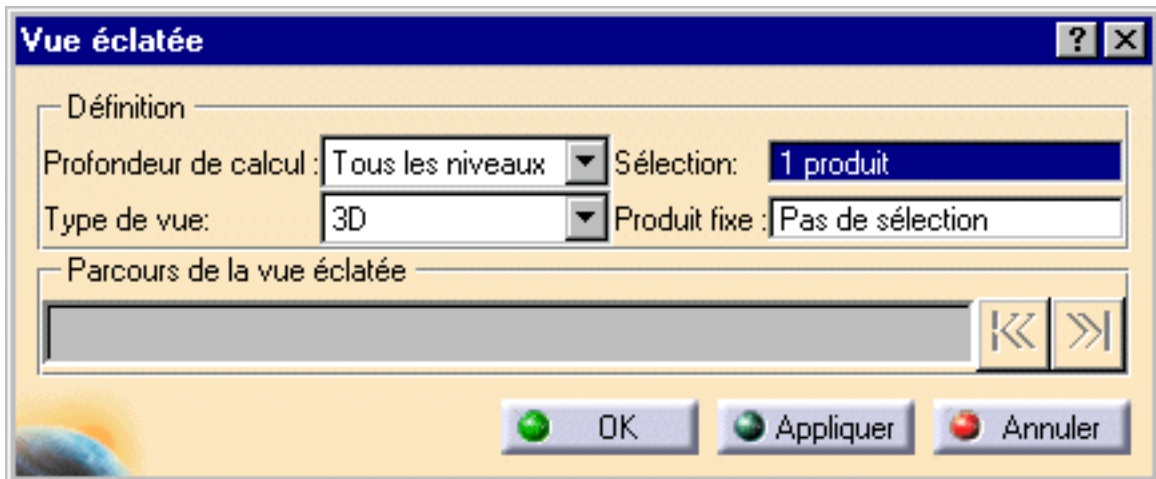 Vue éclatée
Définition
Profondeur de calcul : Tous les niveaux Sélection: 1 produit
Type de vue: 3D Produit fixe : Pas de sélection
Parcours de la vue éclatée
OK Appliquer Annuler